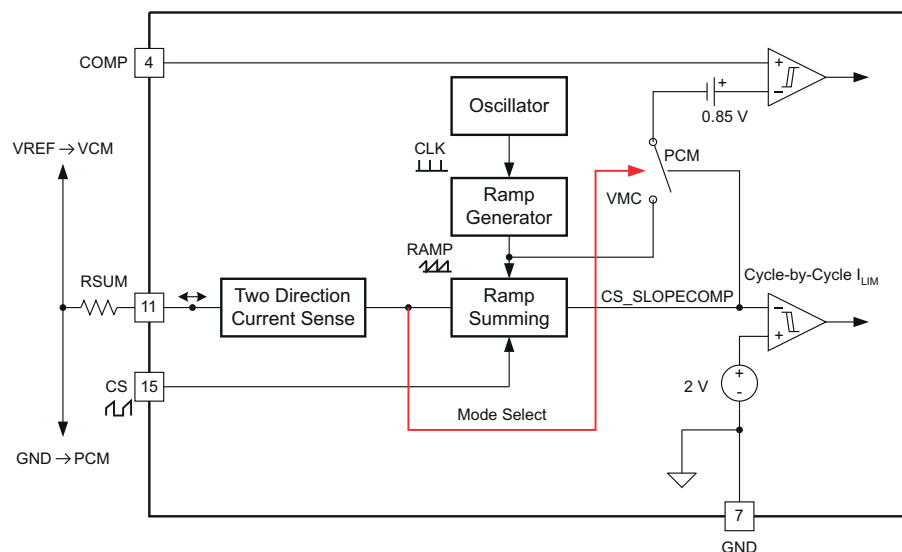 COMP
4
Oscillator
0.85 V
CLK
PCM
VREF → VCM
VMC
Ramp
Generator
RAMP
RSUM
11
Two Direction
Current Sense
Ramp
Summing
CS_SLOPECOMP
Cycle-by-Cycle ILIM
CS
15
2 V
Mode Select
GND → PCM
7
GND